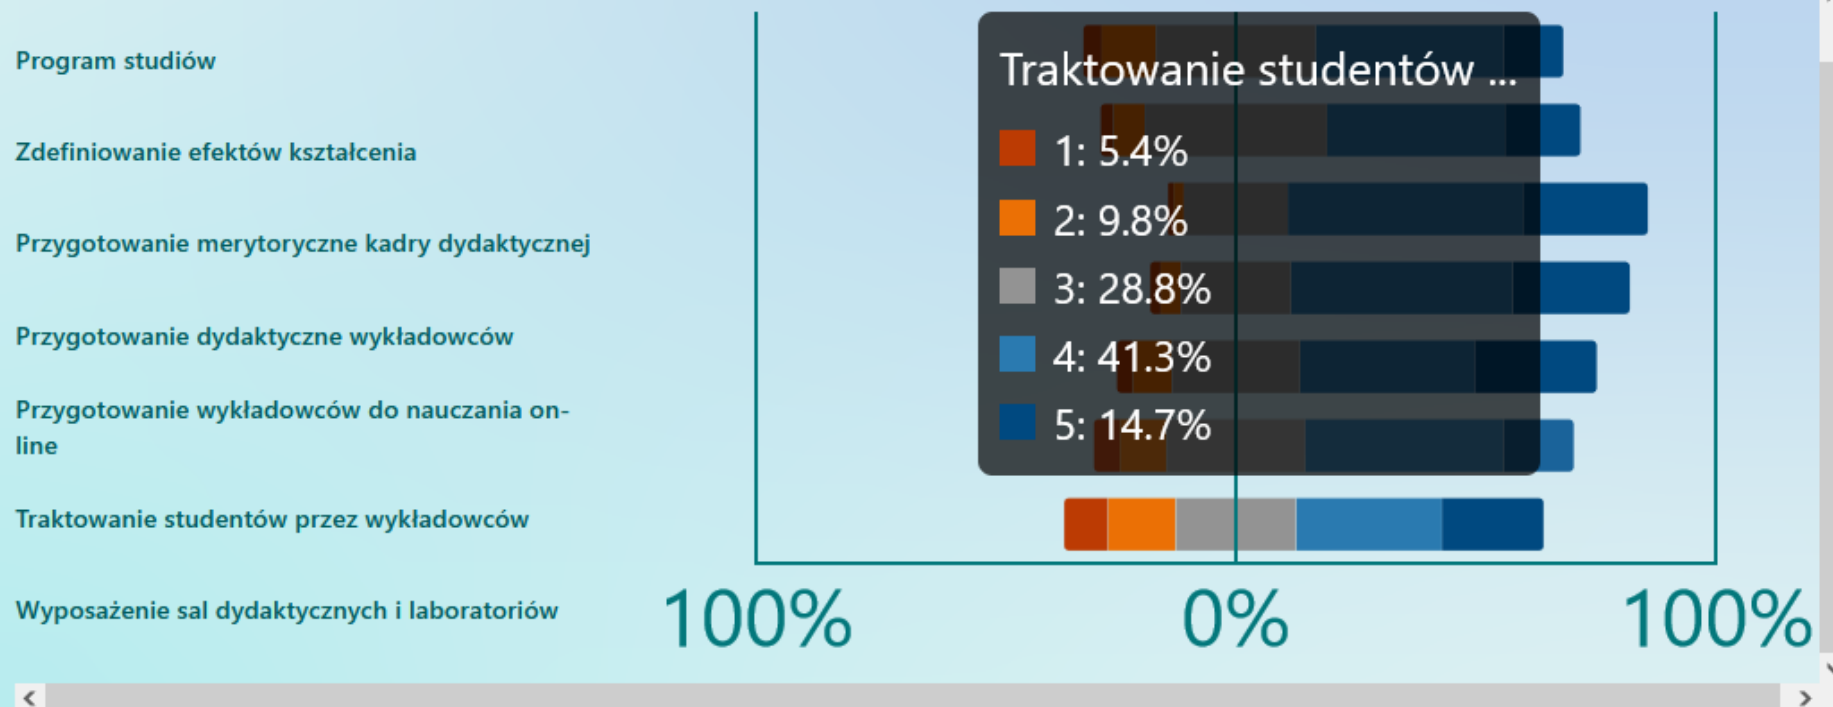 Program studiów
Zdefiniowanie efektów kształcenia
Przygotowanie merytoryczne kadry dydaktycznej
Przygotowanie dydaktyczne wykładowców
Przygotowanie wykładowców do nauczania on-
line
Traktowanie studentów przez wykładowców
Wyposażenie sal dydaktycznych i laboratoriów
Traktowanie studentów ...
1: 5.4%
2: 9.8%
3: 28.8%
4: 41.3%
5: 14.7%
100%
0%
100%